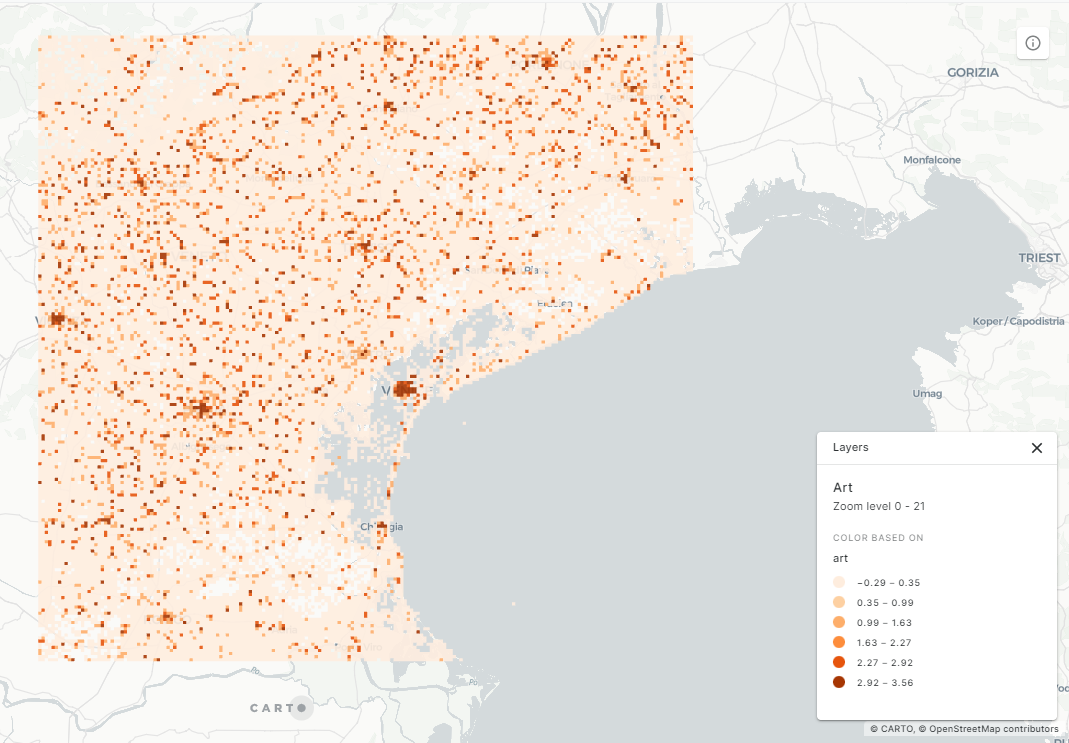 GORIZIA
Monfalcone
TRIEST
Koper / Capodistria
Umag
Po
CART
Layers
Art
Zoom level 0 - 21
COLOR BASED ON
art
−0.29 – 0.35
0.35 – 0.99
0.99 – 1.63
1.63 – 2.27
2.27 – 2.92
2.92 – 3.56
© CARTO, © OpenStreetMap contributors